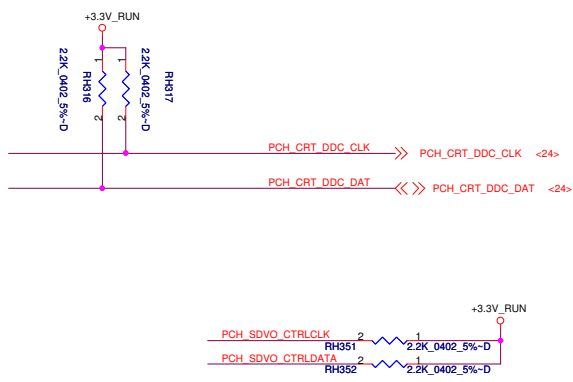 +3.3V_RUN
2.2K_0402_5%~D
RH316
1
2
1
2
2.2K_0402_5%~D
RH317
PCH_CRT_DDC_CLK
PCH_CRT_DDC_CLK <24>
PCH_CRT_DDC_DAT
PCH_CRT_DDC_DAT <24>
+3.3V_RUN
PCH_SDVO_CTRLCLK 2 1
RH351 2.2K_0402_5%~D
PCH_SDVO_CTRLDATA 2 1
RH352 2.2K_0402_5%~D